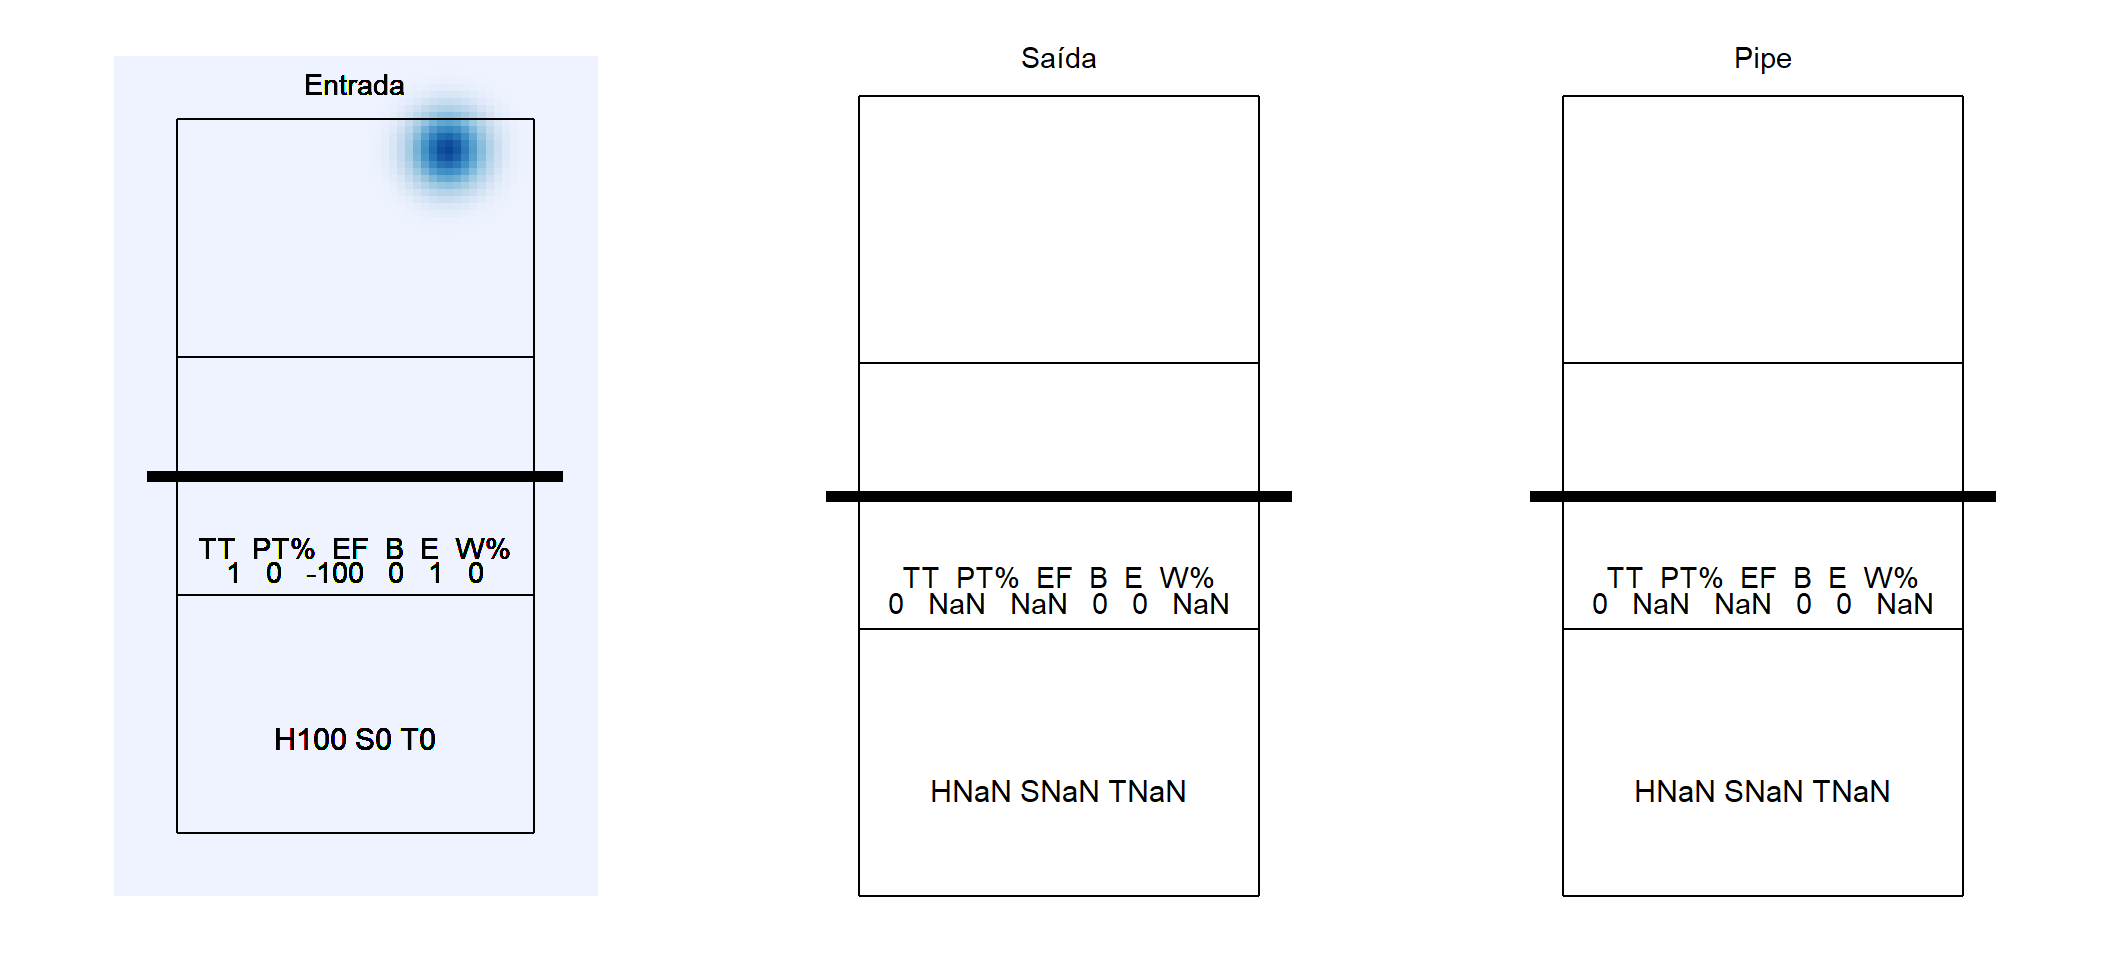 Entrada
TT PT% EF B E W%
1 0 -100 0 1 0
H100 S0 T0
Saída
TT PT% EF B E W%
0 NaN NaN 0 0 NaN
HNaN SNaN TNaN
Pipe
TT PT% EF B E W%
0 NaN NaN 0 0 NaN
HNaN SNaN TNaN